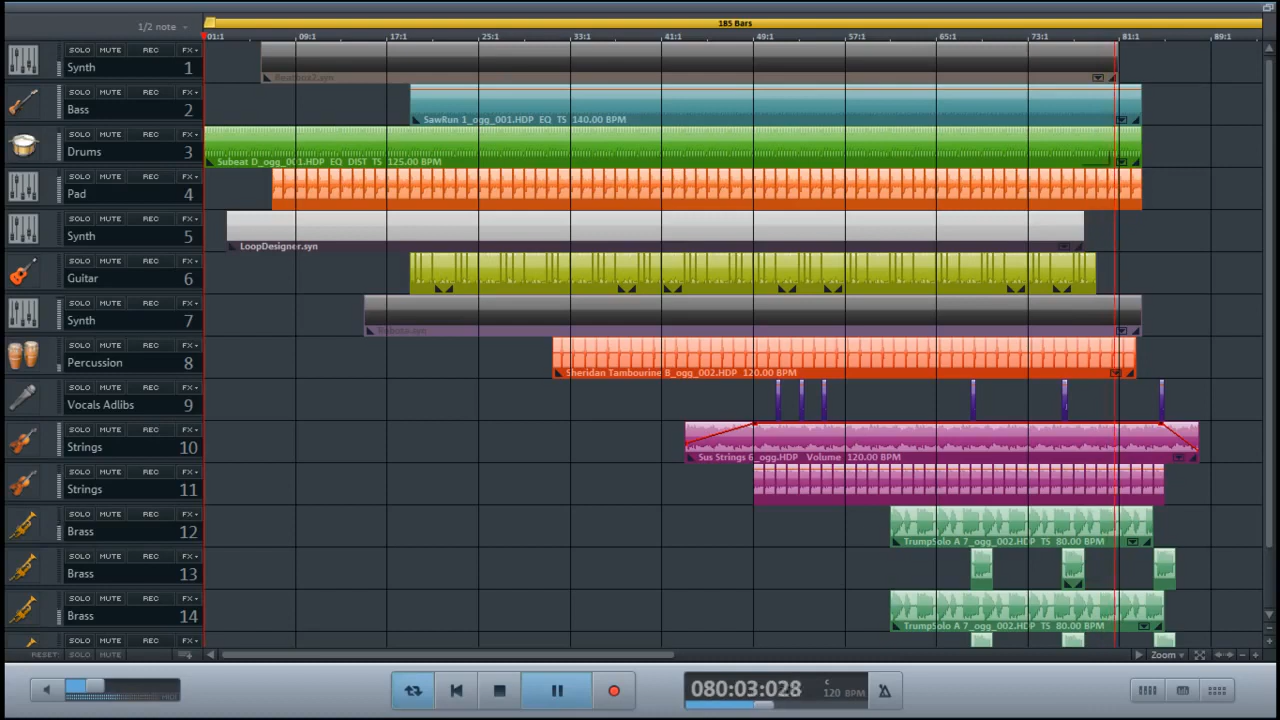 185 Bars
1/2 note
01:1 09:1 17:1 25:1 33:1 41:1 49:1 57:1 65:1 73:1 81:1 89:1
SOLO MUTE REC FX
Synth 1
SOLO MUTE REC FX
Bass 2
SawRun 1_ogg_001.HDP EQ TS 140.00 BPM
SOLO MUTE REC FX
Drums 3
Subeat D_ogg_001.HDP EQ DIST TS 125.00 BPM
SOLO MUTE REC FX
Pad 4
SOLO MUTE REC FX
Synth 5
LoopDesigner.syn
SOLO MUTE REC FX
Guitar 6
SOLO MUTE REC FX
Synth 7
SOLO MUTE REC FX
Percussion 8
Sheridan Tambourine B_ogg_002.HDP 120.00 BPM
SOLO MUTE REC FX
Vocals Adlibs 9
SOLO MUTE REC FX
Strings 10
Sus Strings 6_ogg.HDP Volume 120.00 BPM
SOLO MUTE REC FX
Strings 11
SOLO MUTE REC FX
Brass 12
TrumpSolo A 7_ogg_002.HDP TS 80.00 BPM
SOLO MUTE REC FX
Brass 13
SOLO MUTE REC FX
Brass 14
TrumpSolo A 7_ogg_002.HDP TS 80.00 BPM
SOLO MUTE REC FX
RESET: SOLO MUTE
Zoom
MIDI
080:03:028
C
120 BPM